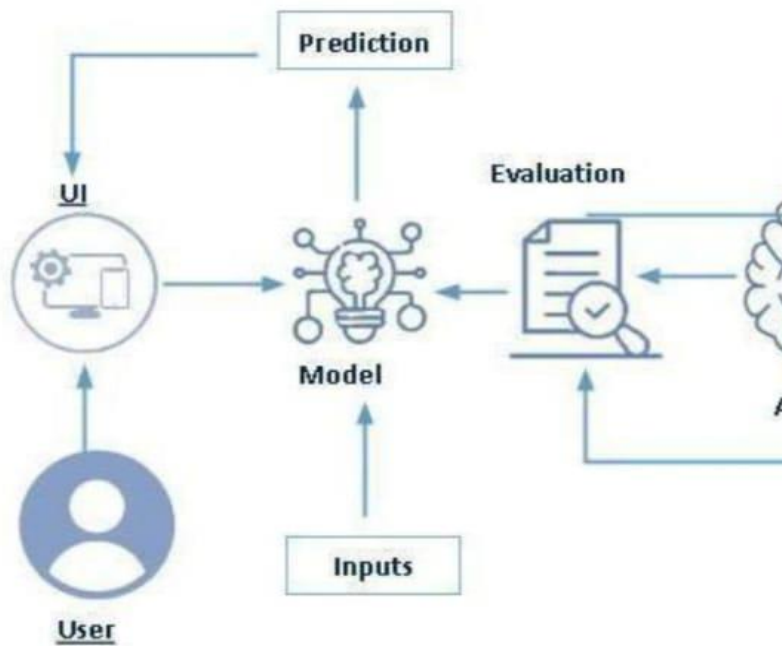 Prediction
UI
Evaluation
Model
Inputs
User